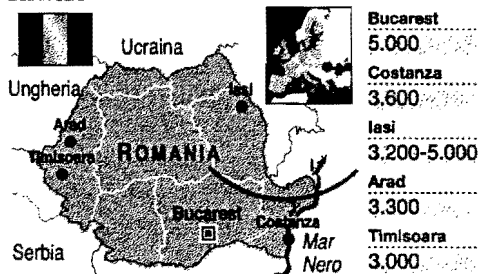 Ucraina
Ungheria
Iasi
Arad
Timisoara
ROMANIA
Bucarest
Costanza
Serbia
Mar
Nero
Bucarest
5.000
Costanza
3.600
Iasi
3.200-5.000
Arad
3.300
Timisoara
3.000